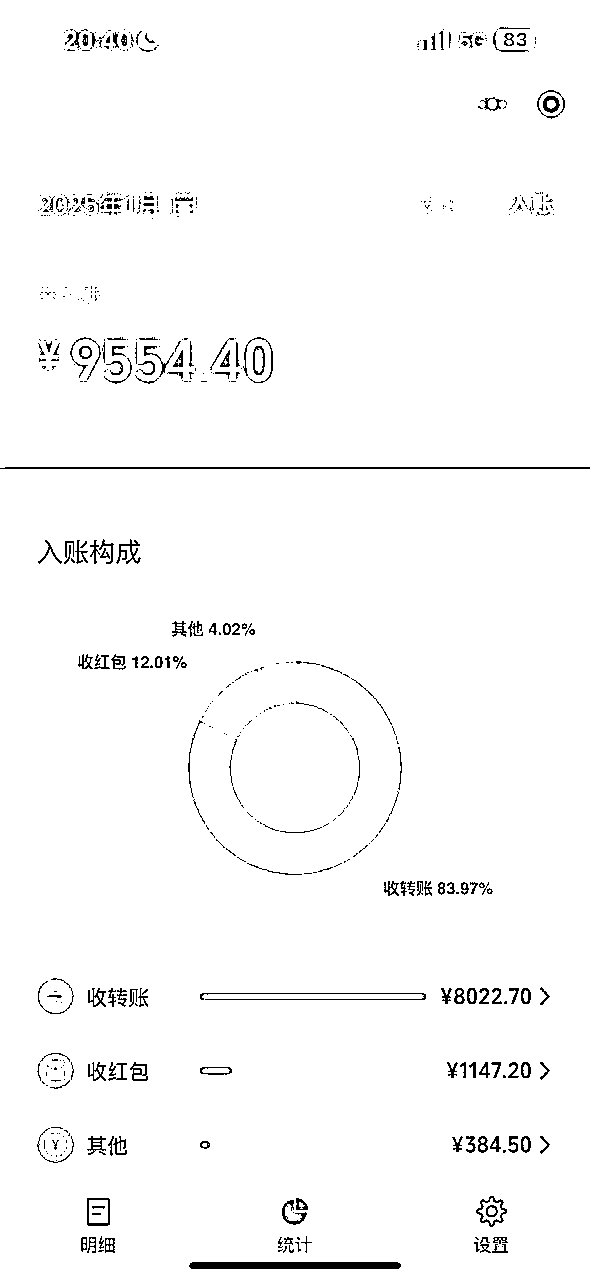 20:40 5G 83
2025年1月 入账
¥9554.40
入账构成
其他 4.02%
收红包 12.01%
收转账 83.97%
收转账 ¥8022.70
收红包 ¥1147.20
其他 ¥384.50
明细 统计 设置